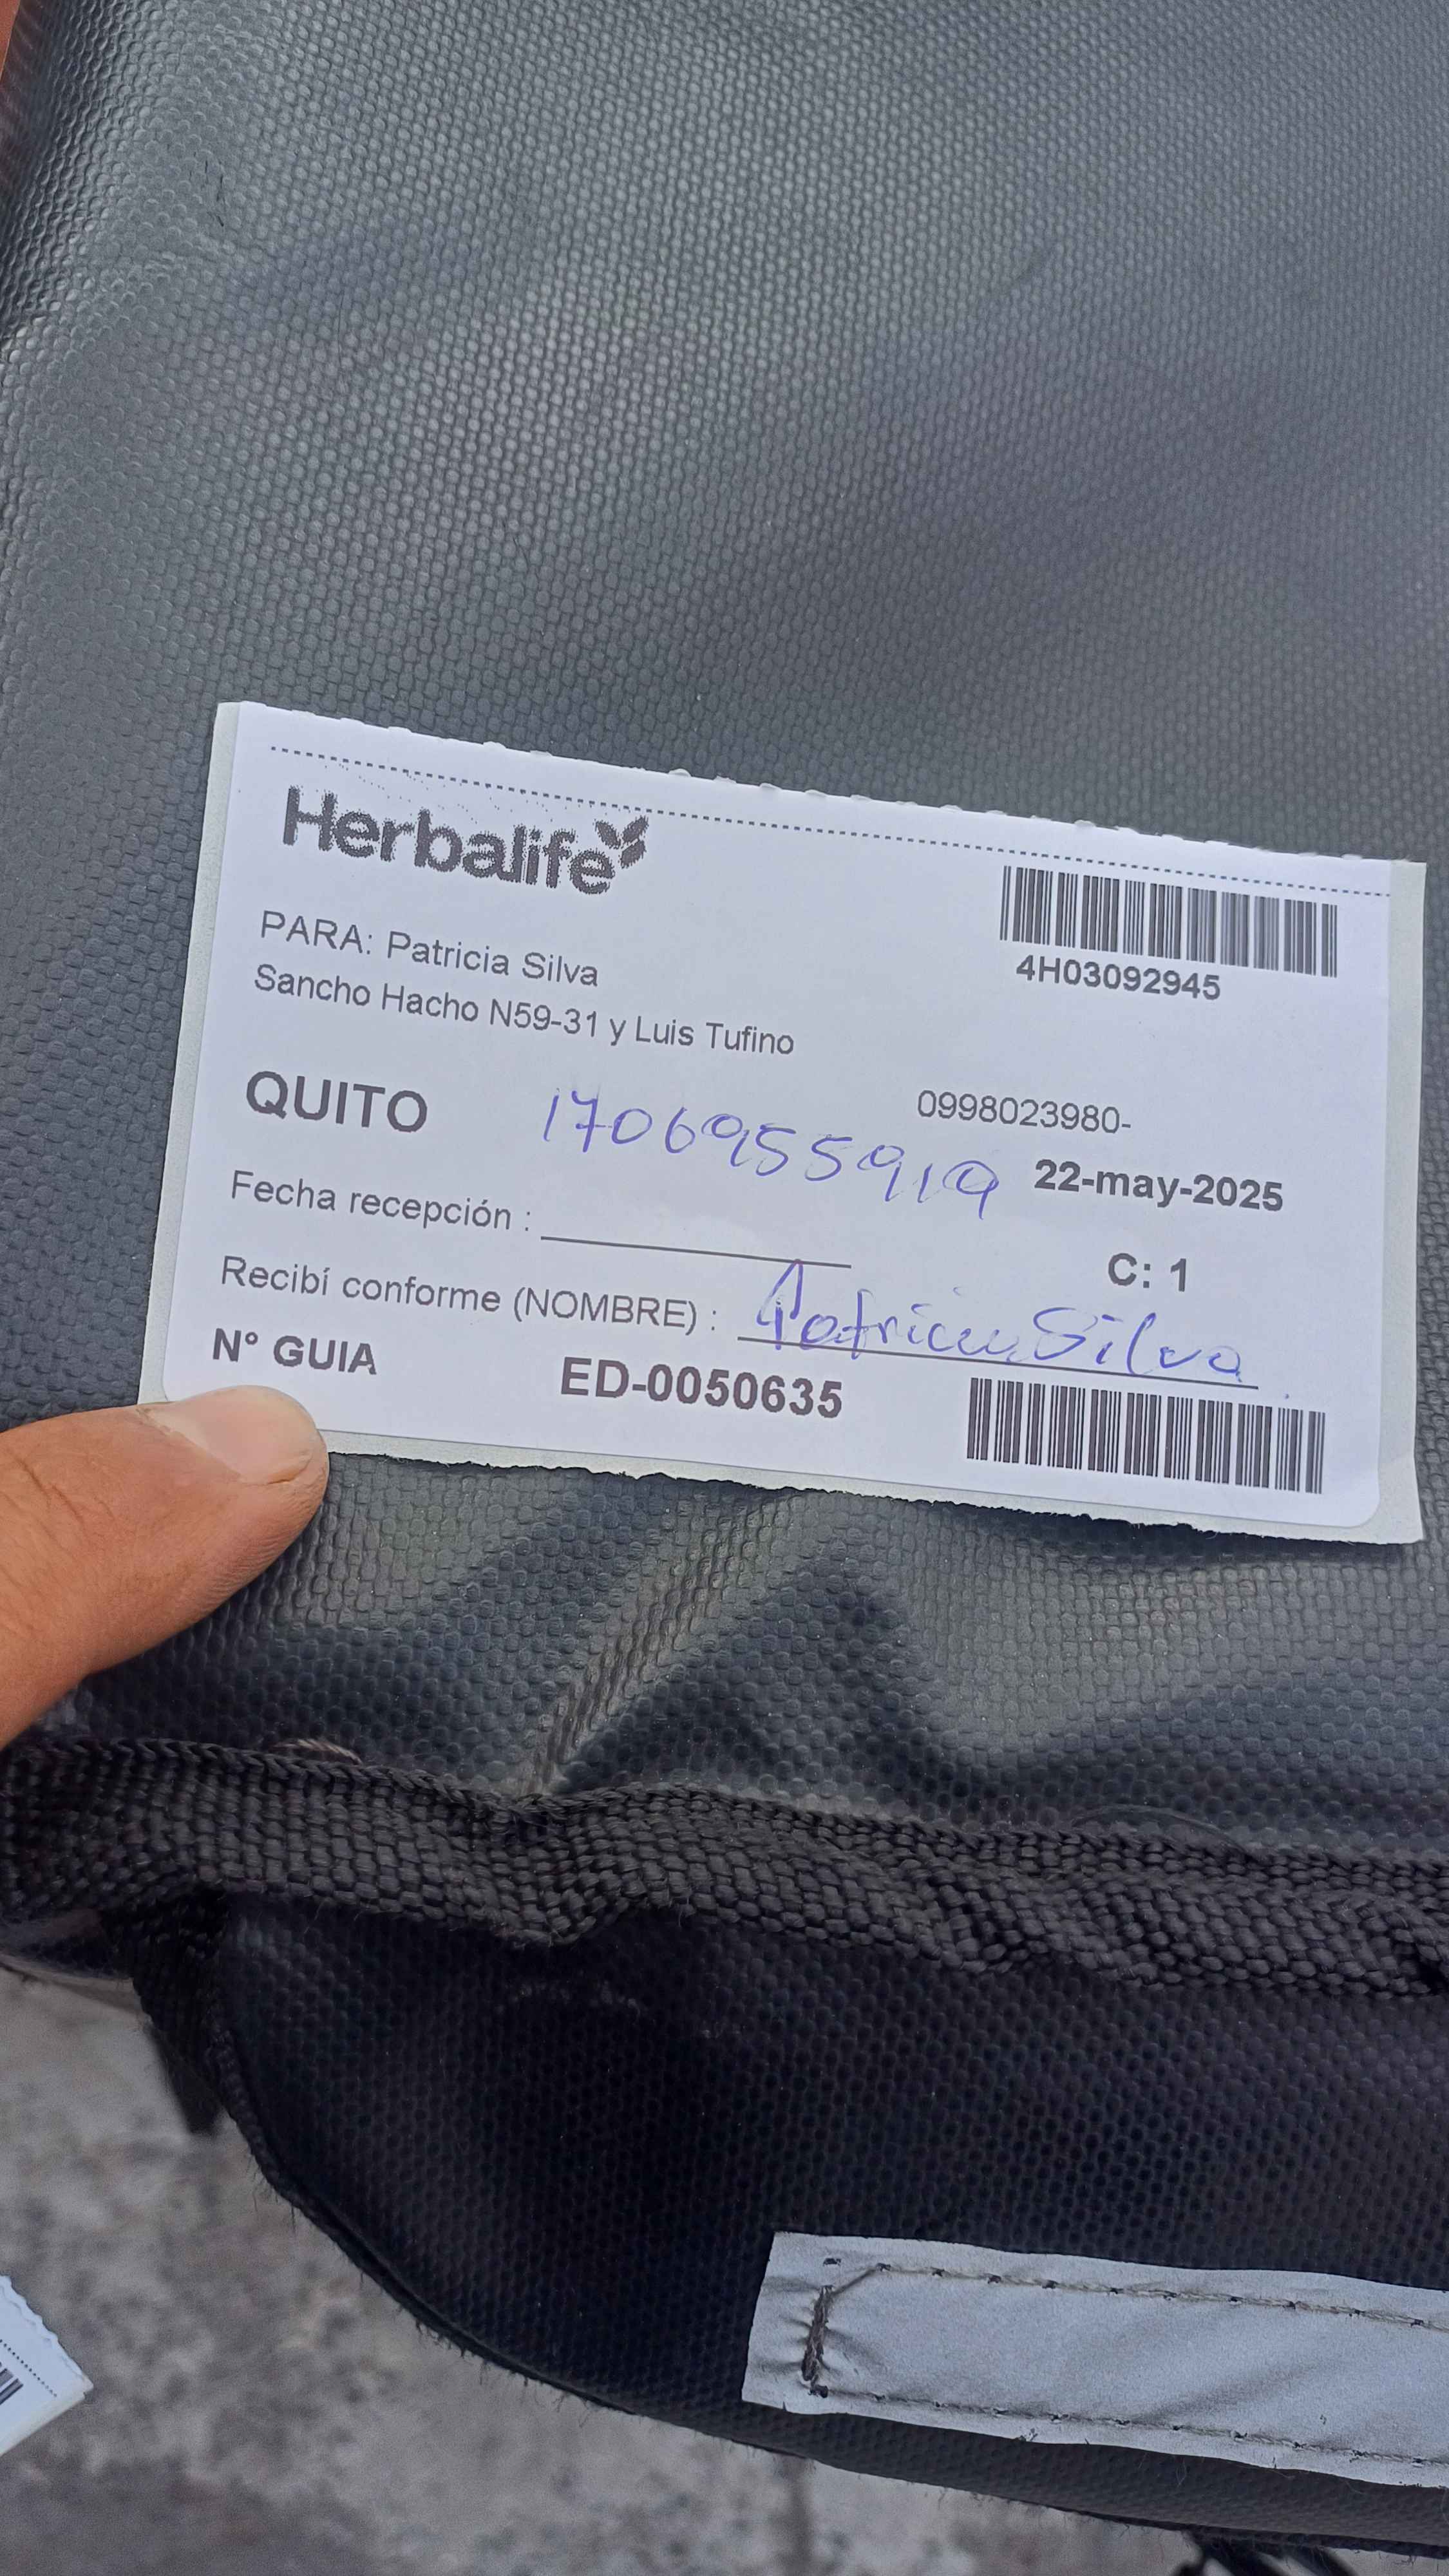 Herbalife
4H03092945
PARA: Patricia Silva
Sancho Hacho N59-31 y Luis Tufino
0998023980-
QUITO 1706955919 22-may-2025
Fecha recepción :
C: 1
Recibí conforme (NOMBRE) : Patricia Silva
N° GUIA ED-0050635